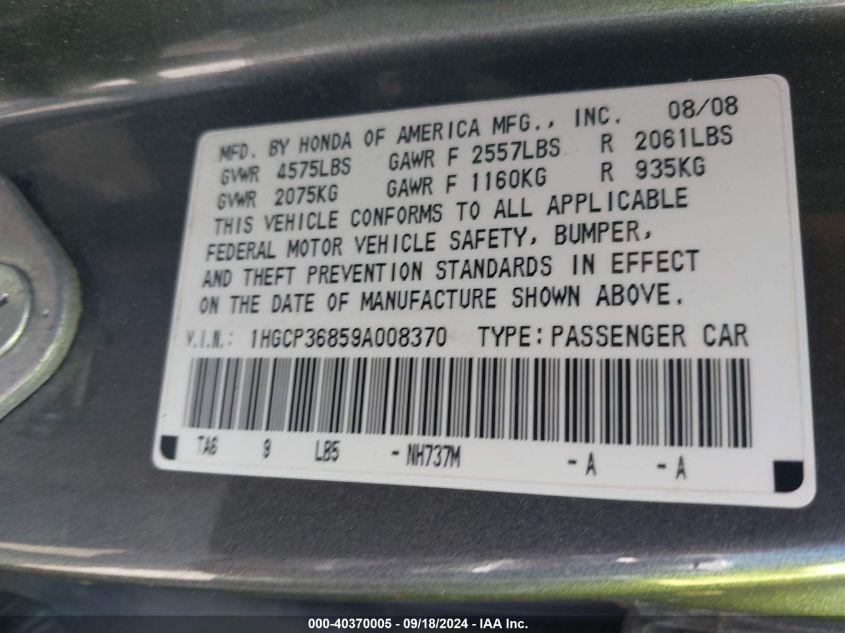 MFD. BY HONDA OF AMERICA MFG., INC. 08/08
GVWR 4575LBS GAWR F 2557LBS R 2061LBS
GVWR 2075KG GAWR F 1160KG R 935KG
THIS VEHICLE CONFORMS TO ALL APPLICABLE
FEDERAL MOTOR VEHICLE SAFETY, BUMPER,
AND THEFT PREVENTION STANDARDS IN EFFECT
ON THE DATE OF MANUFACTURE SHOWN ABOVE.
V.I.N.: 1HGCP36859A008370 TYPE: PASSENGER CAR
TA6 9 LB5 -NH737M -A -A
000-40370005 - 09/18/2024 - IAA Inc.